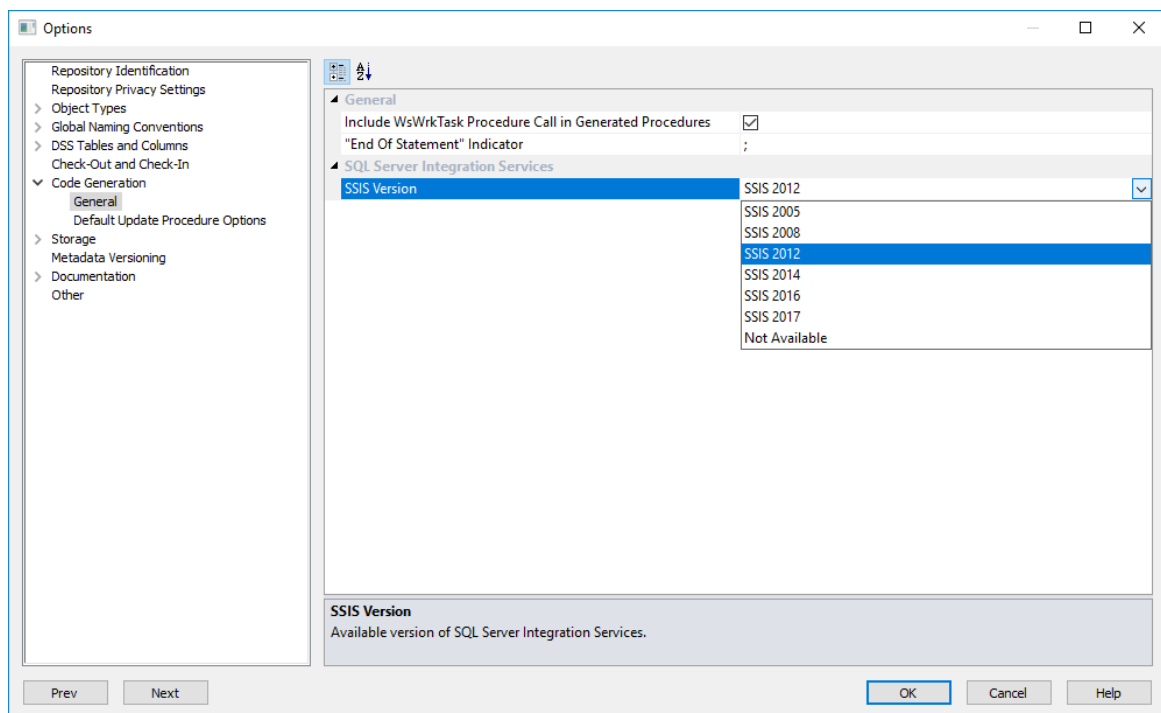 Options
Repository Identification
Repository Privacy Settings
Object Types
Global Naming Conventions
DSS Tables and Columns
Check-Out and Check-In
Code Generation
General
Default Update Procedure Options
Storage
Metadata Versioning
Documentation
Other
General
Include WsWrkTask Procedure Call in Generated Procedures
"End Of Statement" Indicator ;
SQL Server Integration Services
SSIS Version SSIS 2012
SSIS 2005
SSIS 2008
SSIS 2012
SSIS 2014
SSIS 2016
SSIS 2017
Not Available
SSIS Version
Available version of SQL Server Integration Services.
Prev Next OK Cancel Help